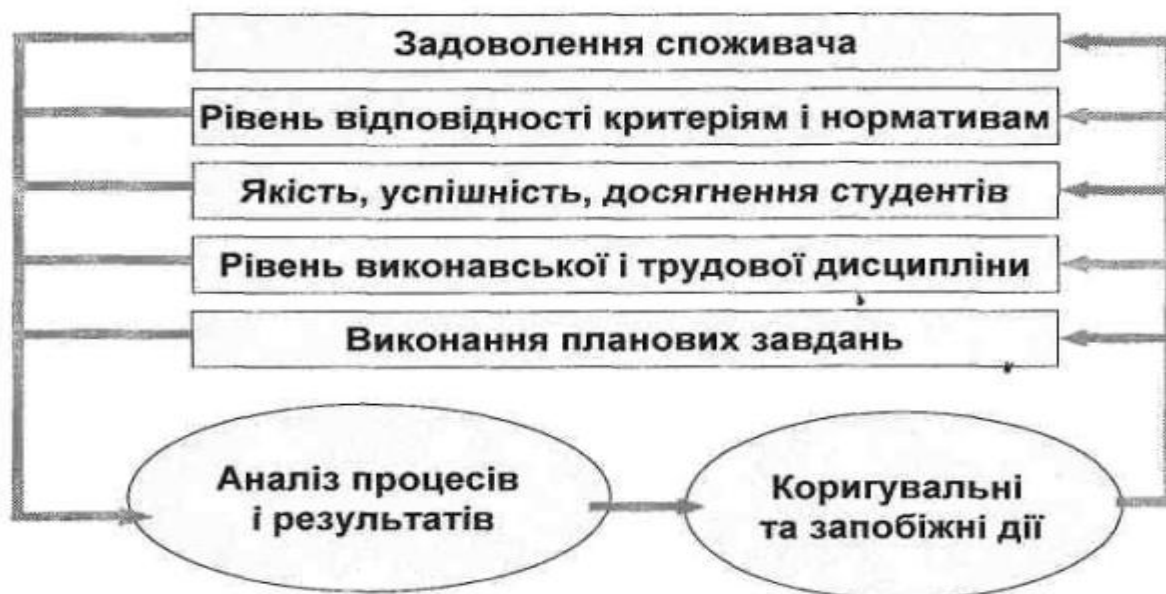 Задоволення споживача
Рівень відповідності критеріям і нормативам
Якість, успішність, досягнення студентів
Рівень виконавської і трудової дисципліни
Виконання планових завдань
Аналіз процесів
і результатів
Коригувальні
та запобіжні дії